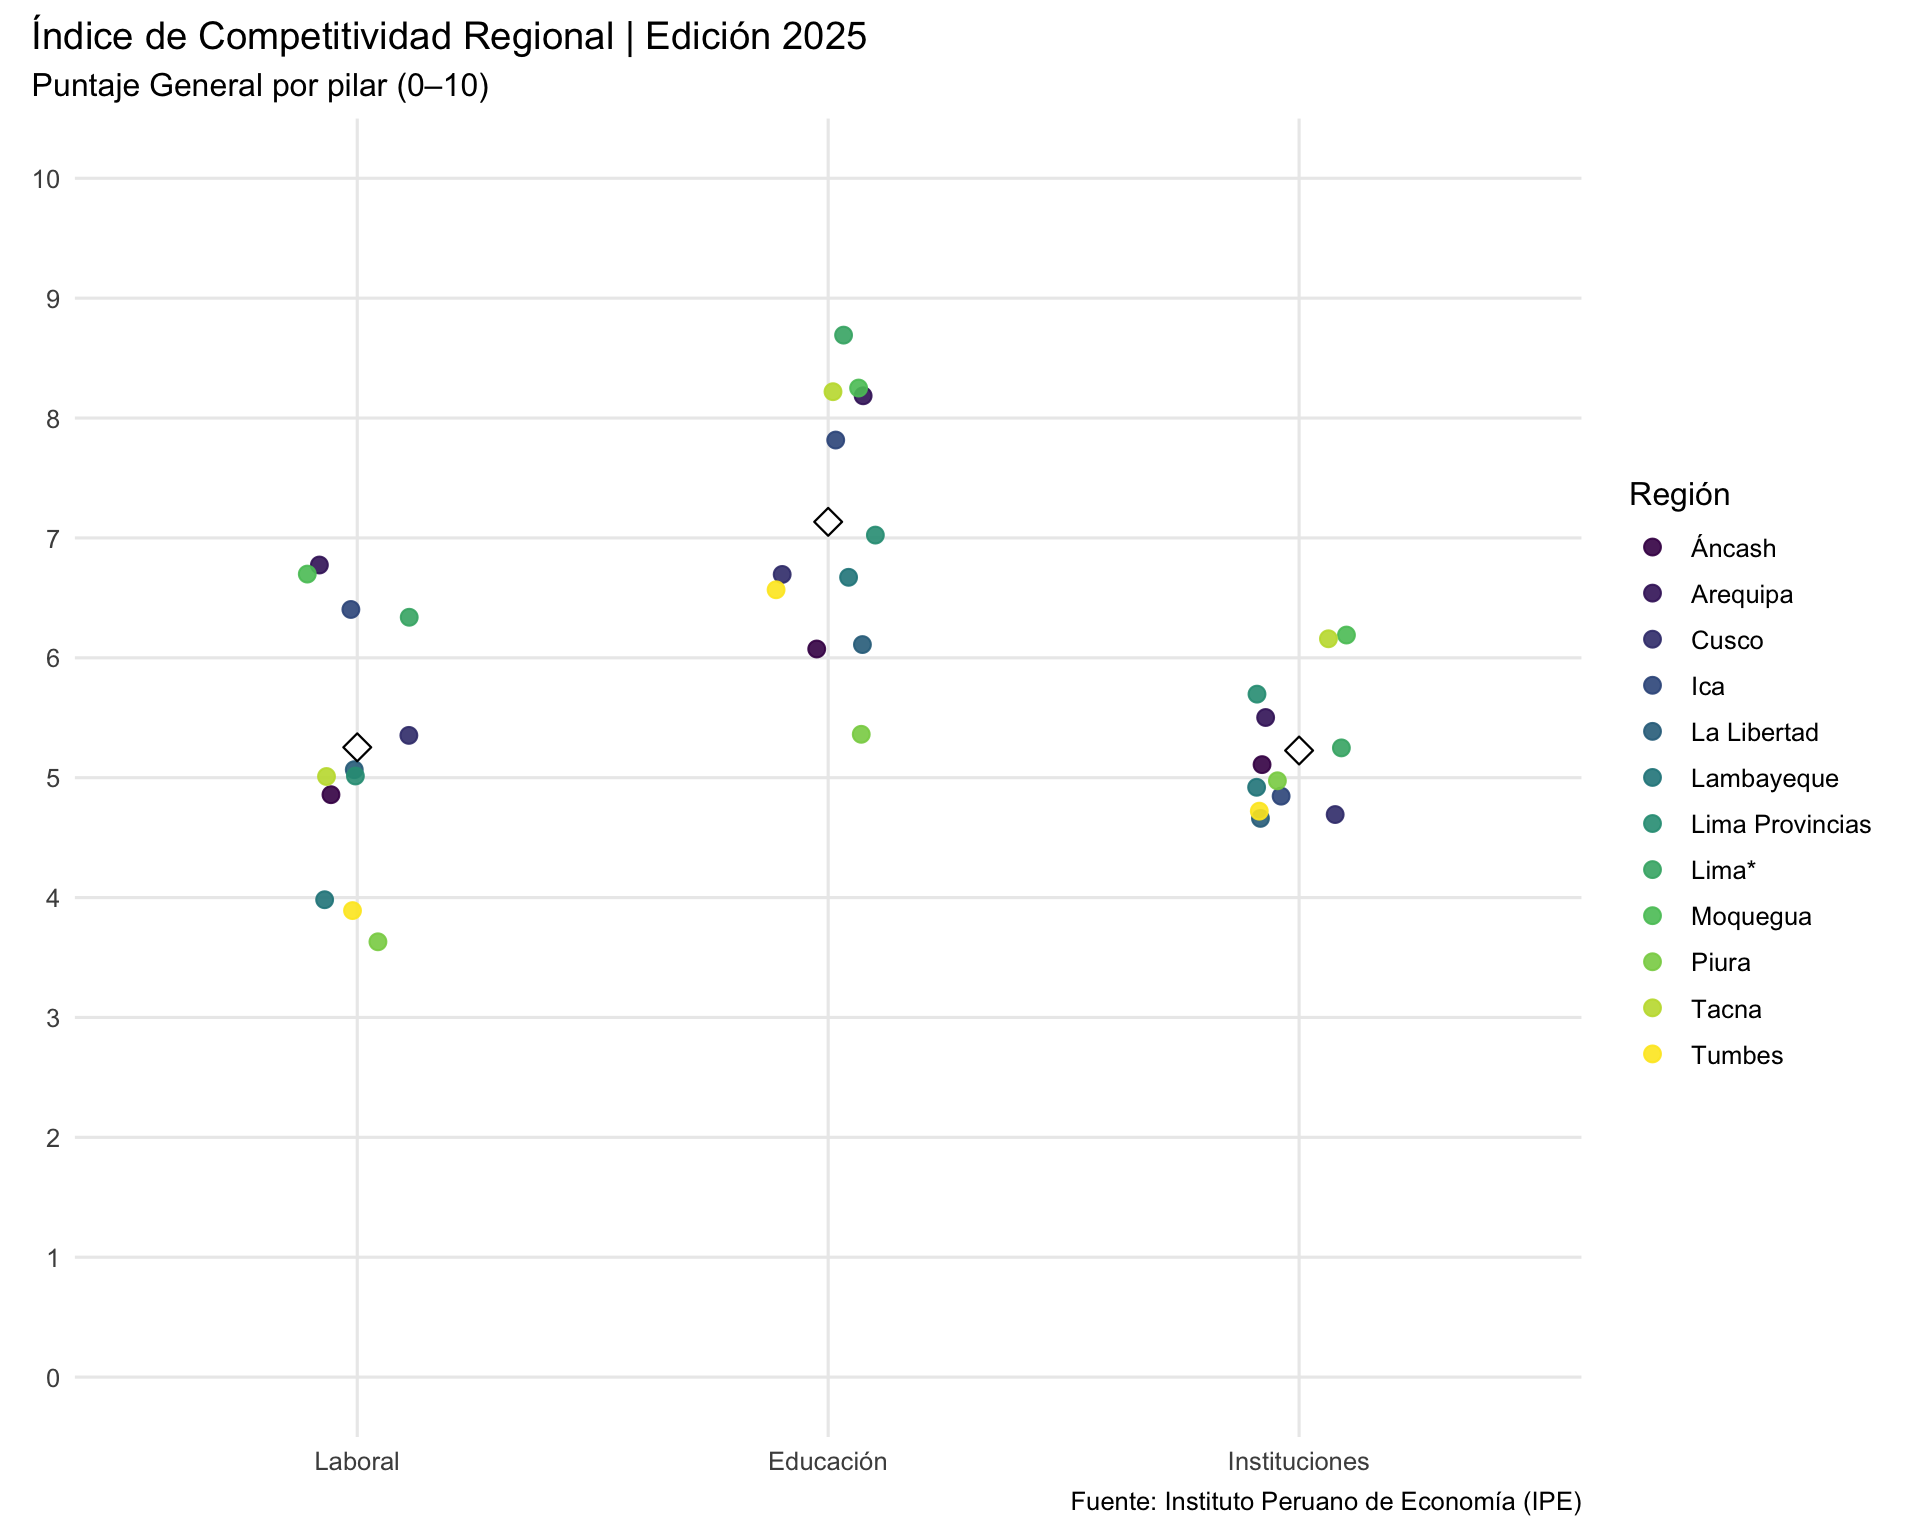 Índice de Competitividad Regional | Edición 2025
Puntaje General por pilar (0–10)
10
9
8
7
6
5
4
3
2
1
0
Laboral
Educación
Instituciones
Región
Áncash
Arequipa
Cusco
Ica
La Libertad
Lambayeque
Lima Provincias
Lima*
Moquegua
Piura
Tacna
Tumbes
Fuente: Instituto Peruano de Economía (IPE)